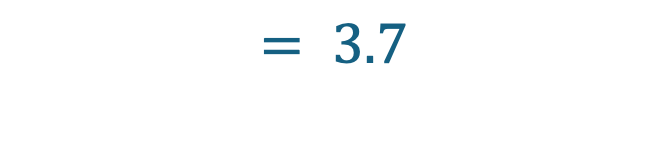 = 3.7